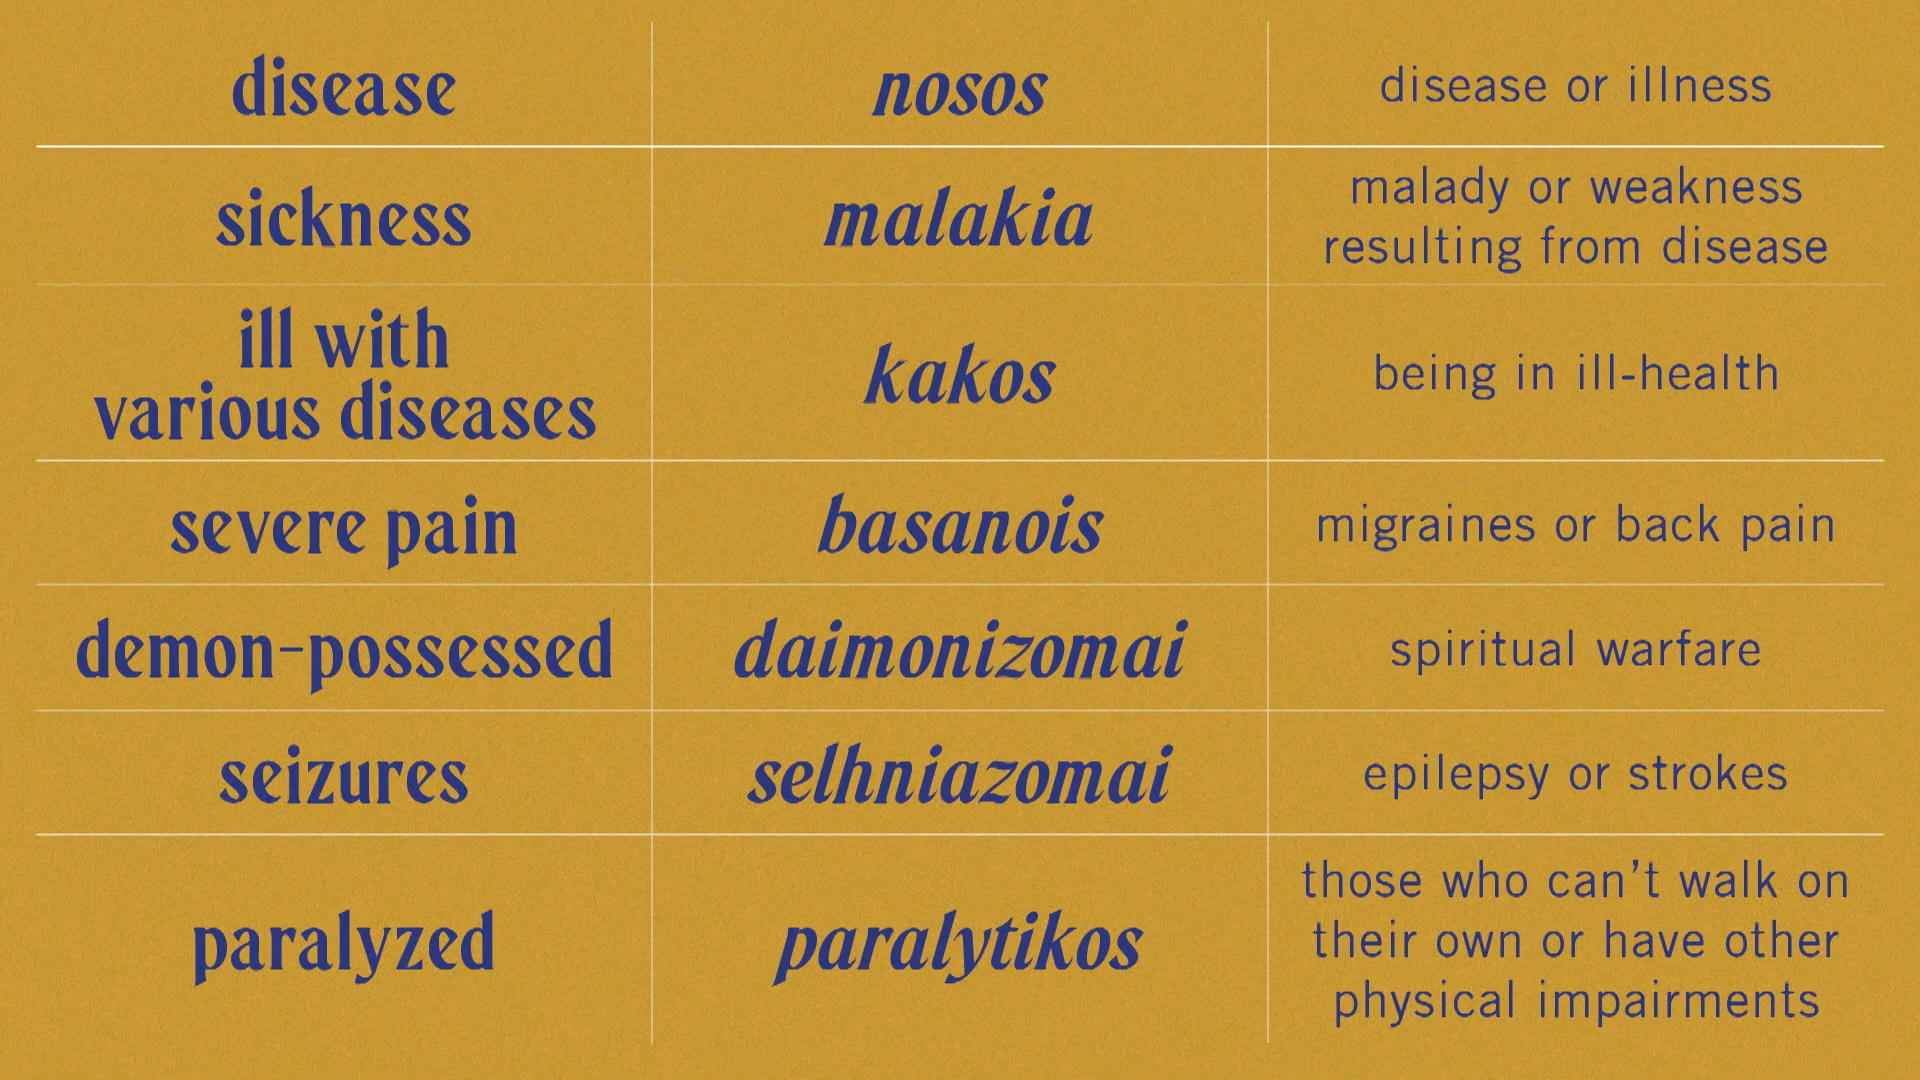 disease
nosos
disease or illness
sickness
malakia
malady or weakness
resulting from disease
ill with
various diseases
kakos
being in ill-health
severe pain
basanois
migraines or back pain
demon-possessed
daimonizomai
spiritual warfare
seizures
selhniazomai
epilepsy or strokes
paralyzed
paralytikos
those who can't walk on
their own or have other
physical impairments